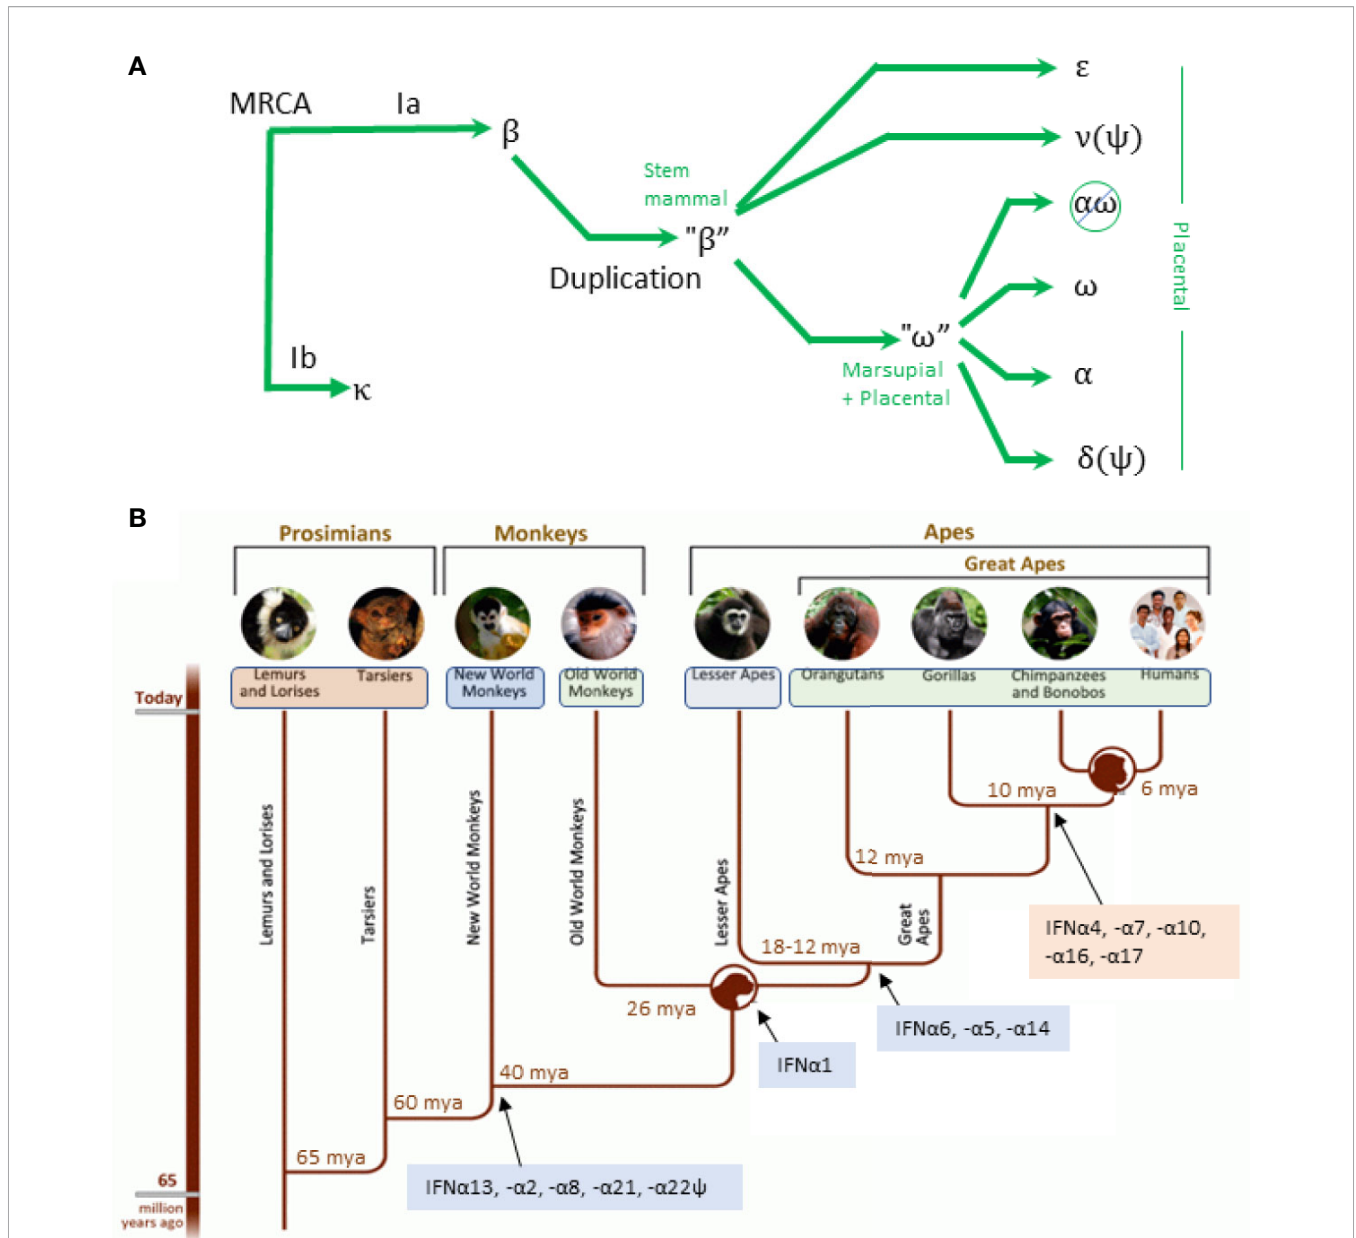 A
MRCA
Ia
β
Ib
κ
Stem
mammal
"β”
Duplication
"ω”
Marsupial
+ Placental
ε
ν(ψ)
αω
ω
α
δ(ψ)
Placental
B
Prosimians
Monkeys
Apes
Great Apes
Lemurs
and Lorises
Tarsiers
New World
Monkeys
Old World
Monkeys
Lesser Apes
Orangutans
Gorillas
Chimpanzees
and Bonobos
Humans
Today
Lemurs and Lorises
Tarsiers
New World Monkeys
Old World Monkeys
Lesser Apes
Great
Apes
10 mya
6 mya
12 mya
18-12 mya
26 mya
40 mya
60 mya
65 mya
IFNα4, -α7, -α10,
-α16, -α17
IFNα6, -α5, -α14
IFNα1
IFNα13, -α2, -α8, -α21, -α22ψ
65
million
years ago